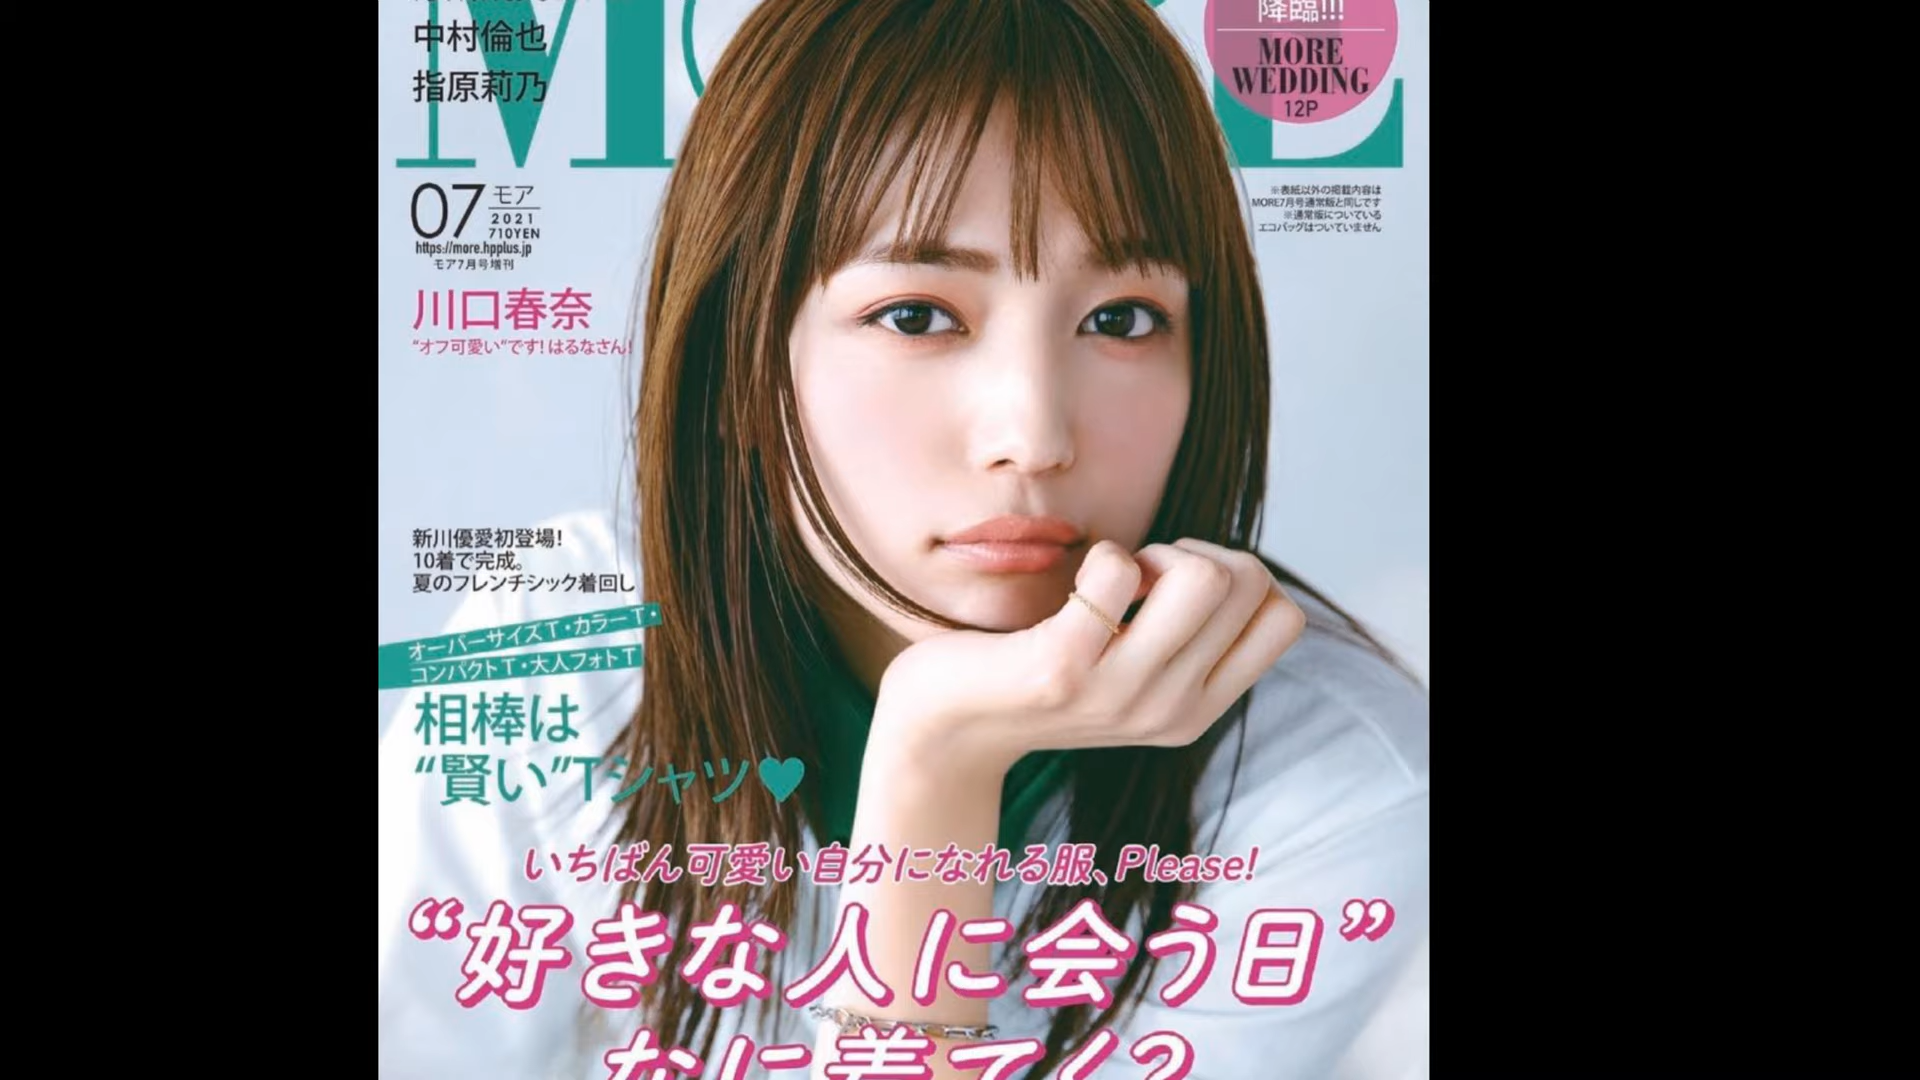 MORE
中村倫也
指原莉乃
降臨!!!
MORE
WEDDING
12P
07
モア
2021
710YEN
https://more.hpplus.jp
モア7月号増刊
※表紙以外の掲載内容は
MORE7月号通常版と同じです
※通常版についている
エコバッグはついていません
川口春奈
“オフ可愛い”です!はるなさん!
新川優愛初登場!
10着で完成。
夏のフレンチシック着回し
オーバーサイズT・カラーT・
コンパクトT・大人フォトT
相棒は
“賢い”Tシャツ♥
いちばん可愛い自分になれる服、Please!
“好きな人に会う日”
なに着てく?